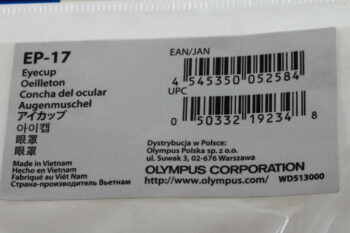 EP-17
Eyecup
Oeilleton
Concha del ocular
Augenmuschel
アイカップ
아이캡
眼罩
眼罩
Made in Vietnam
Hecho en Vietnam
Fabriqué au Viêt Nam
Страна-производитель Вьетнам
EAN/JAN
4 545350 052584
UPC
0 50332 19234 8
Dystrybucja w Polsce:
Olympus Polska sp. z o.o.
ul. Suwak 3, 02-676 Warszawa
OLYMPUS CORPORATION
http://www.olympus.com/
WD513000